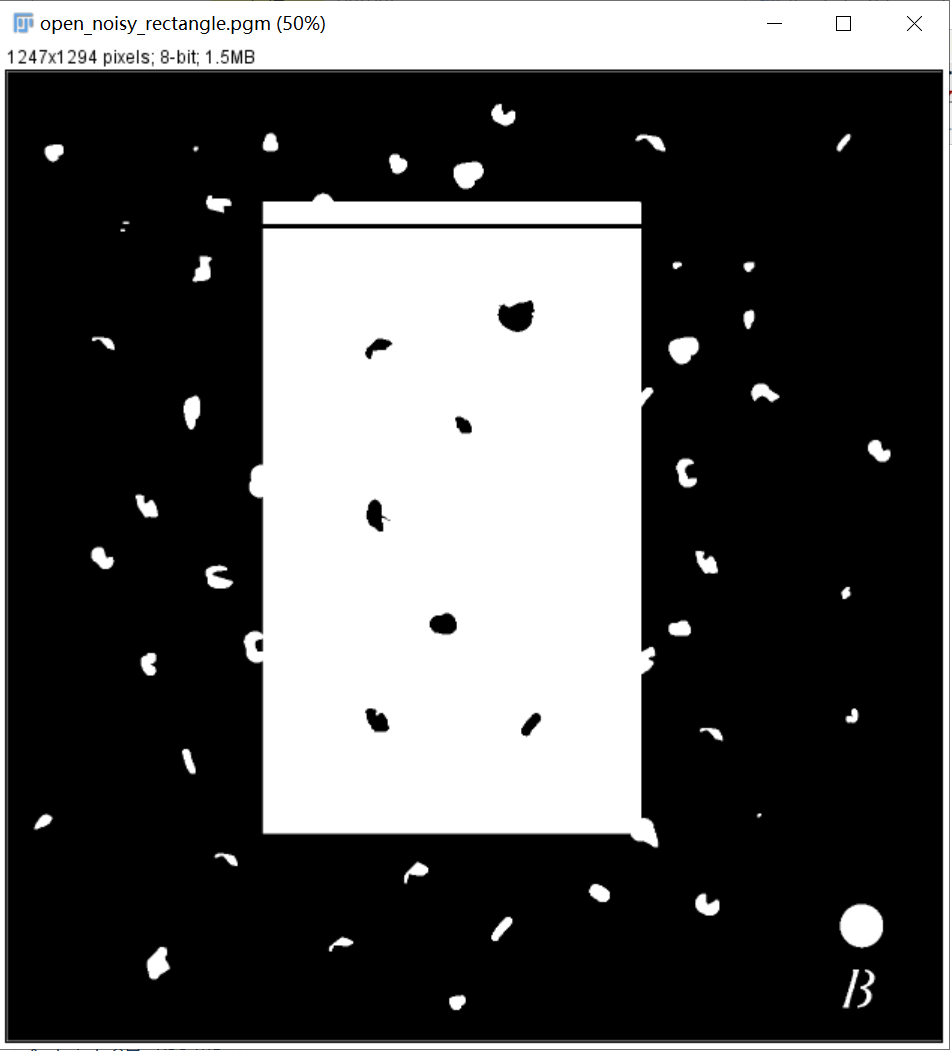 open_noisy_rectangle.pgm (50%)
1247x1294 pixels; 8-bit; 1.5MB
B